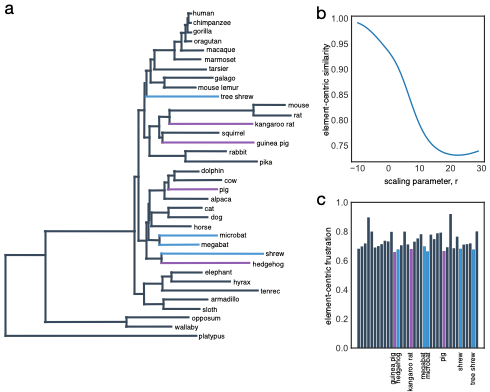 a
human
chimpanzee
gorilla
oragutan
macaque
marmoset
tarsier
galago
mouse lemur
tree shrew
mouse
rat
kangaroo rat
squirrel
guinea pig
rabbit
pika
dolphin
cow
pig
alpaca
cat
dog
horse
microbat
megabat
shrew
hedgehog
elephant
hyrax
tenrec
armadillo
sloth
opposum
wallaby
platypus
b
element-centric similarity
1.00
0.95
0.90
0.85
0.80
0.75
−10 0 10 20 30
scaling parameter, r
c
element-centric frustration
1.0
0.8
0.6
0.4
0.2
0.0
guinea pig
hedgehog
kangaroo rat
megabat
microbat
pig
shrew
tree shrew